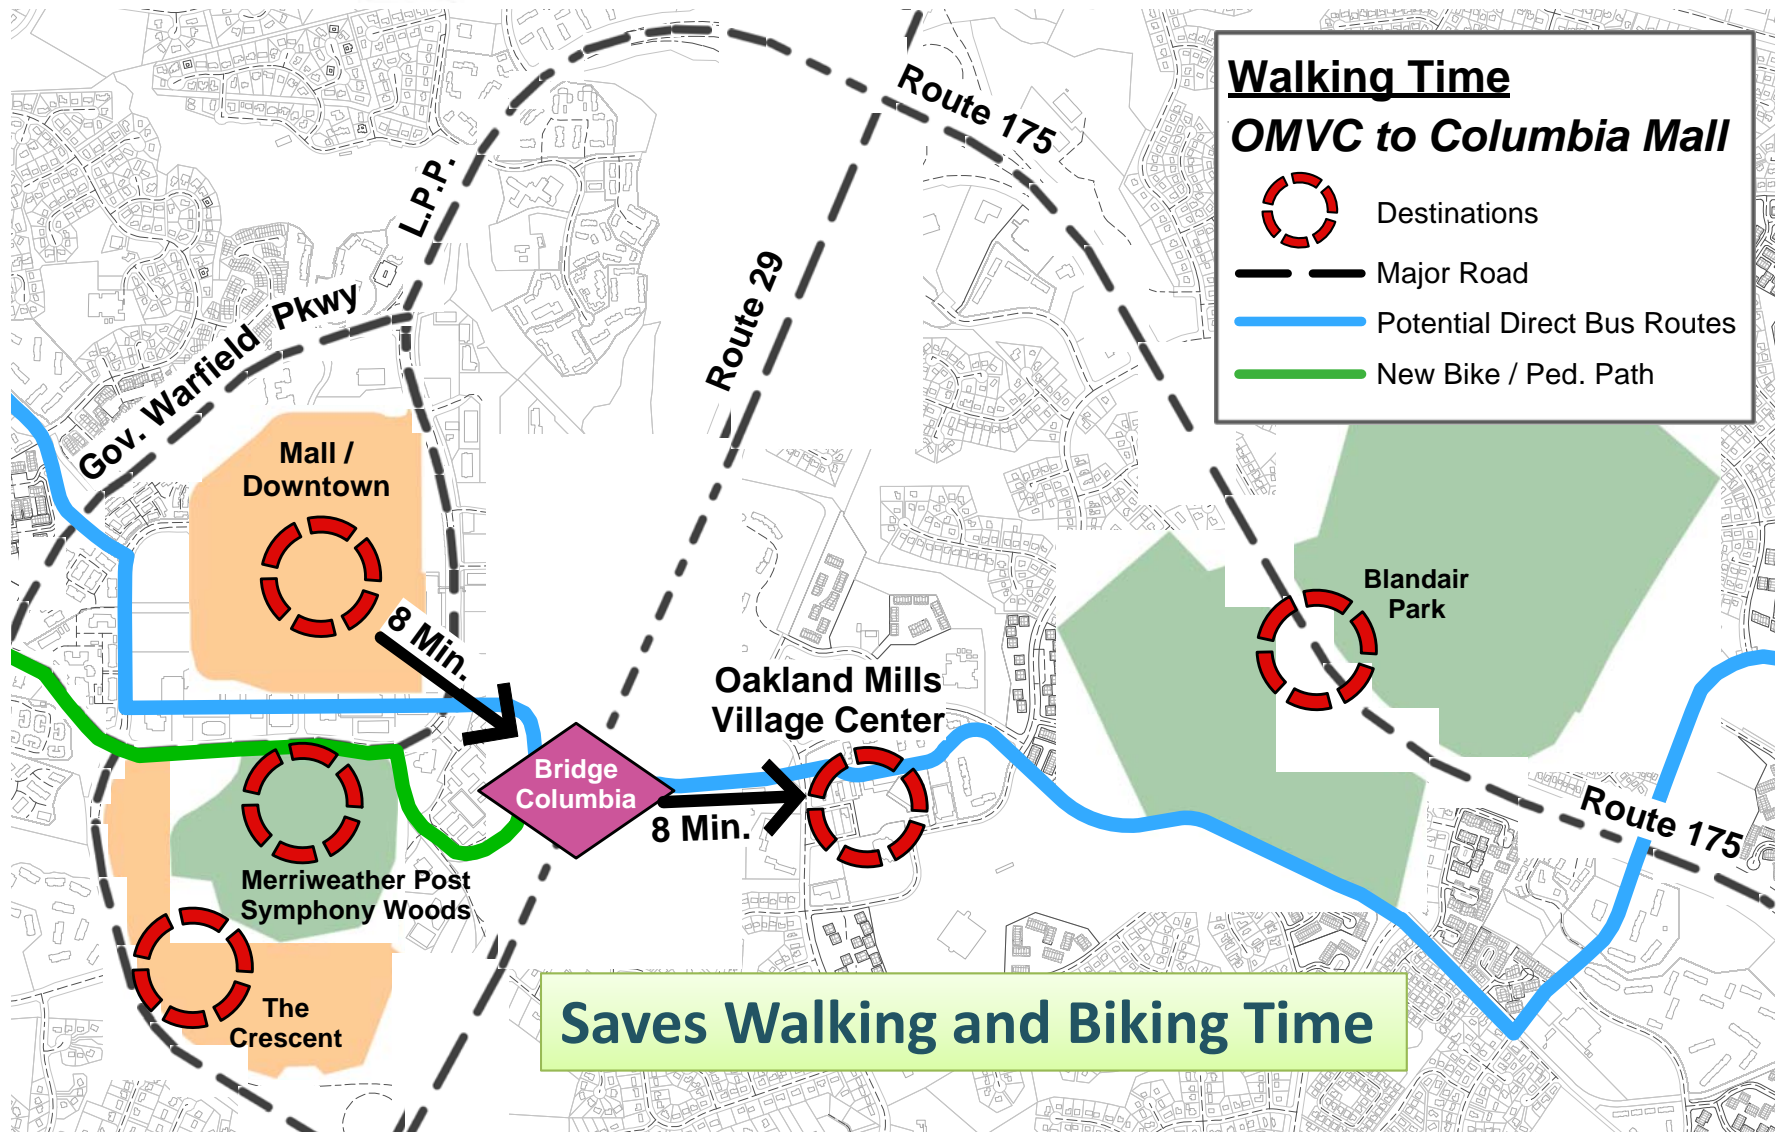 Walking Time
OMVC to Columbia Mall
Destinations
Major Road
Potential Direct Bus Routes
New Bike / Ped. Path
Route 175
L.P.P.
Route 29
Gov. Warfield Pkwy
Mall /
Downtown
8 Min.
Blandair
Park
Oakland Mills
Village Center
Bridge
Columbia
8 Min.
Route 175
Merriweather Post
Symphony Woods
The
Crescent
Saves Walking and Biking Time